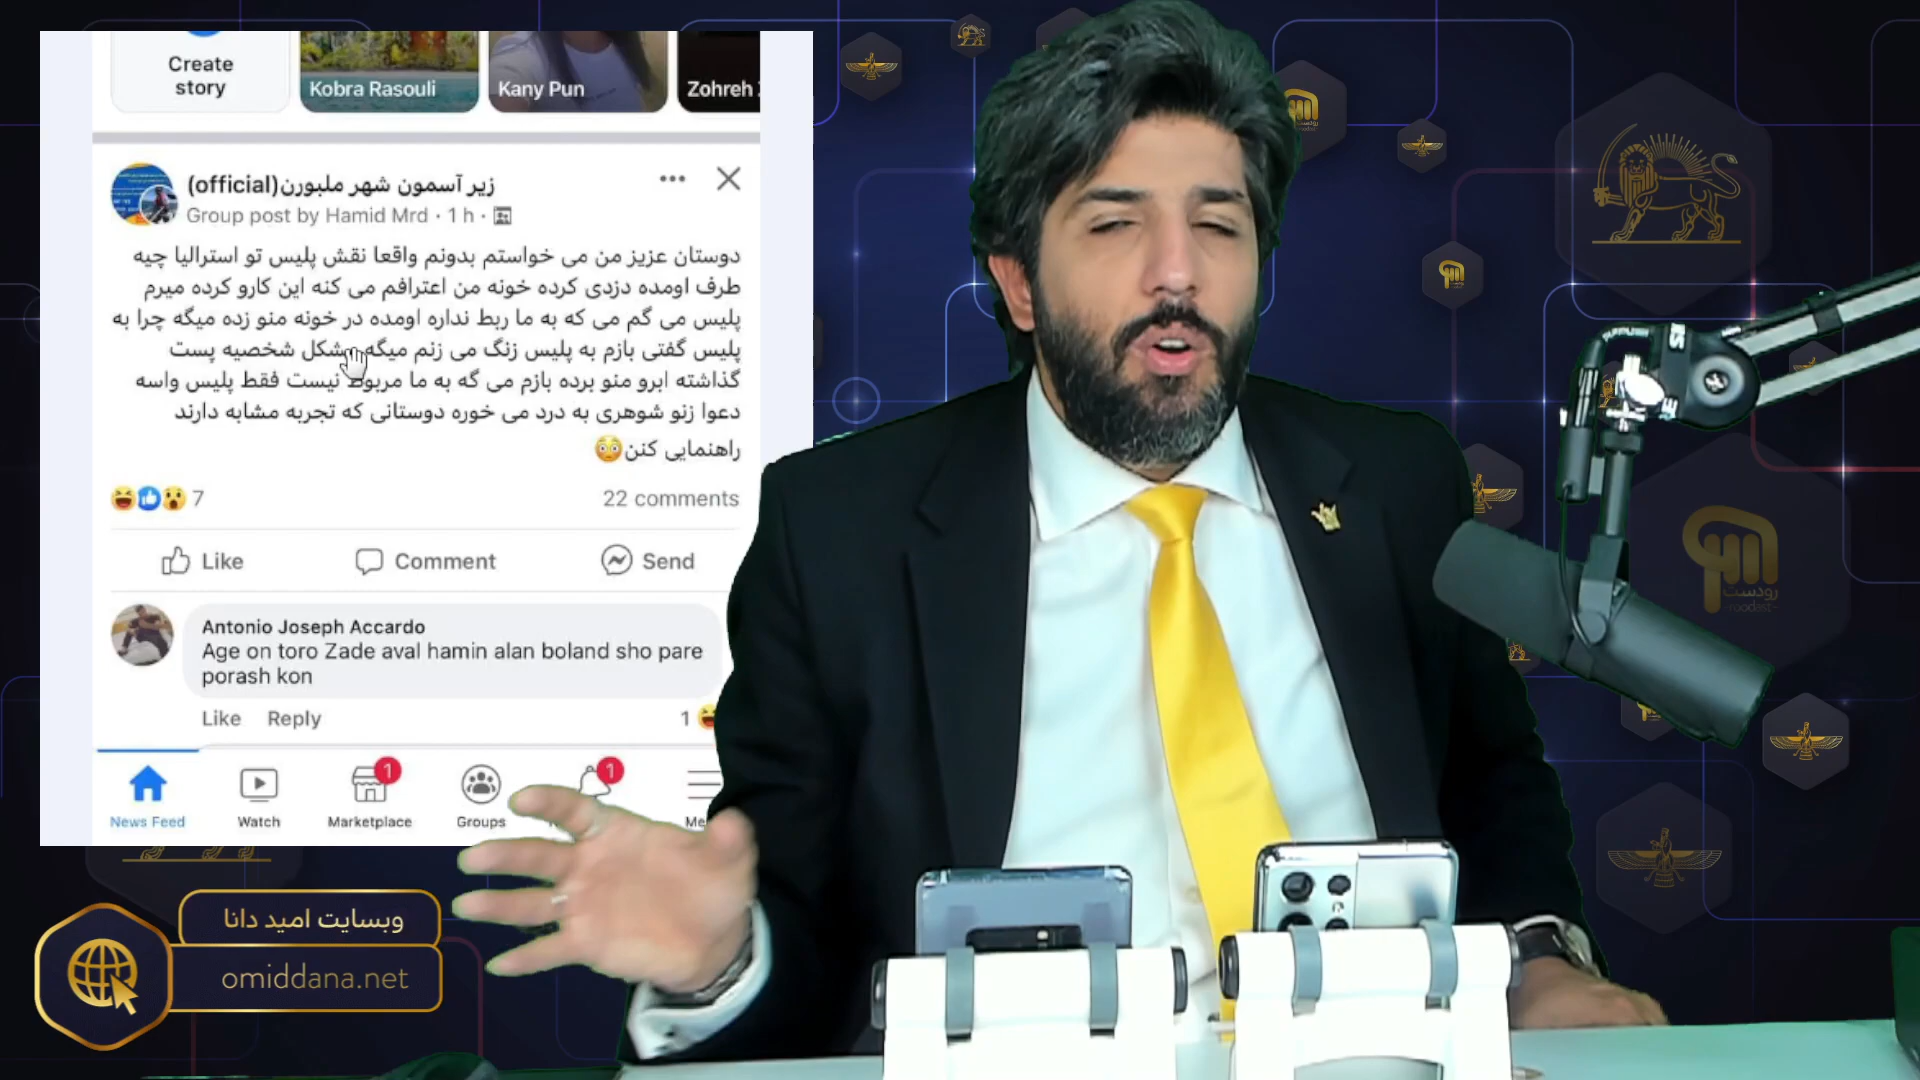 Create
story
Kobra Rasouli
Kany Pun
Zohreh
زیر آسمون شهر ملبورن(official)
Group post by Hamid Mrd · 1 h ·
دوستان عزیز من می خواستم بدونم واقعا نقش پلیس تو استرالیا چیه
طرف اومده دزدی کرده خونه من اعترافم می کنه این کارو کرده میرم
پلیس می گم می که به ما ربط نداره اومده در خونه منو زده میگه چرا به
پلیس گفتی بازم به پلیس زنگ می زنم میگه مشکل شخصیه پست
گذاشته ابرو منو برده بازم می گه به ما مربوط نیست فقط پلیس واسه
دعوا زنو شوهری به درد می خوره دوستانی که تجربه مشابه دارند
راهنمایی کنن😳
7
22 comments
Like
Comment
Send
Antonio Joseph Accardo
Age on toro Zade aval hamin alan boland sho pare
porash kon
Like
Reply
1
1
1
News Feed
Watch
Marketplace
Groups
وبسایت امید دانا
omiddana.net
رودست
-roodast-